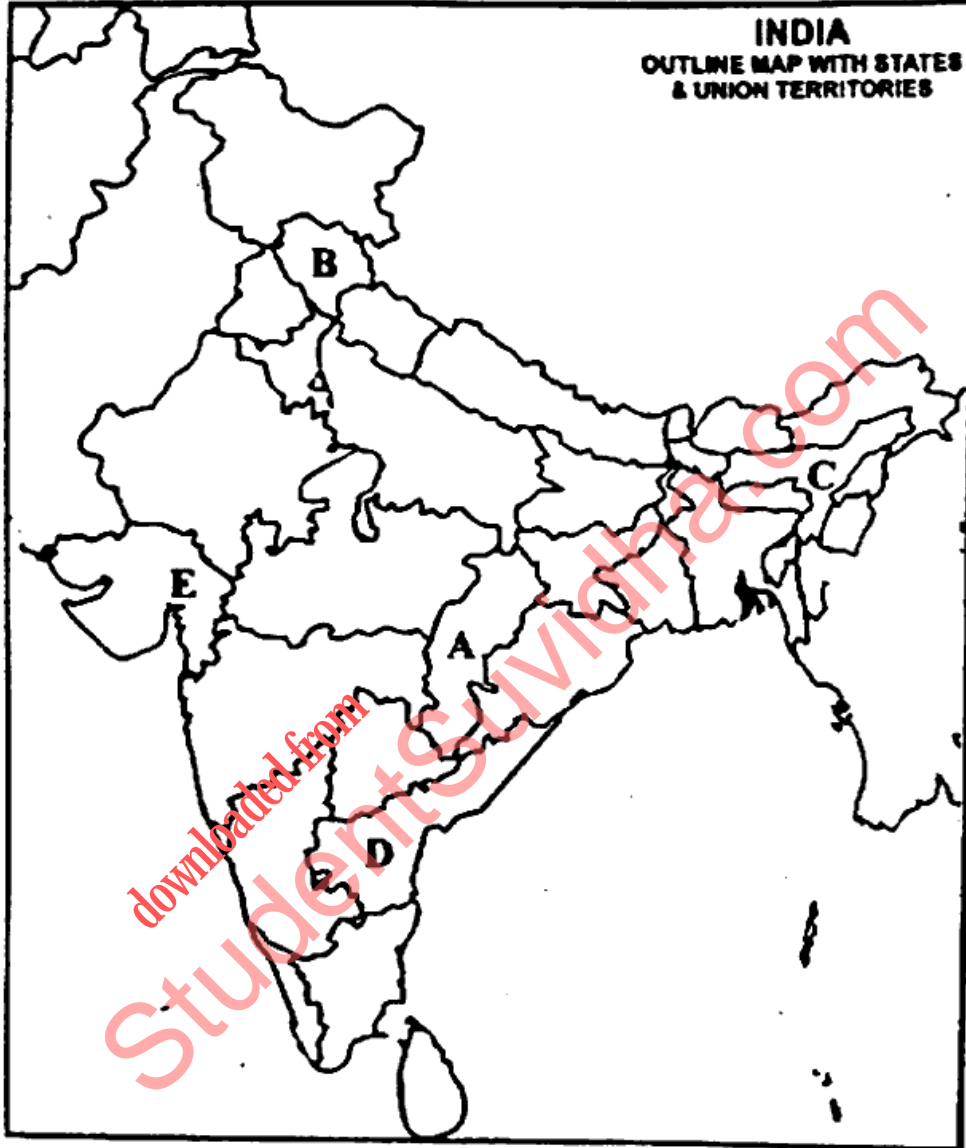 INDIA
OUTLINE MAP WITH STATES
& UNION TERRITORIES
B
C
E
A
D
downloaded from
StudentSuvidha.com